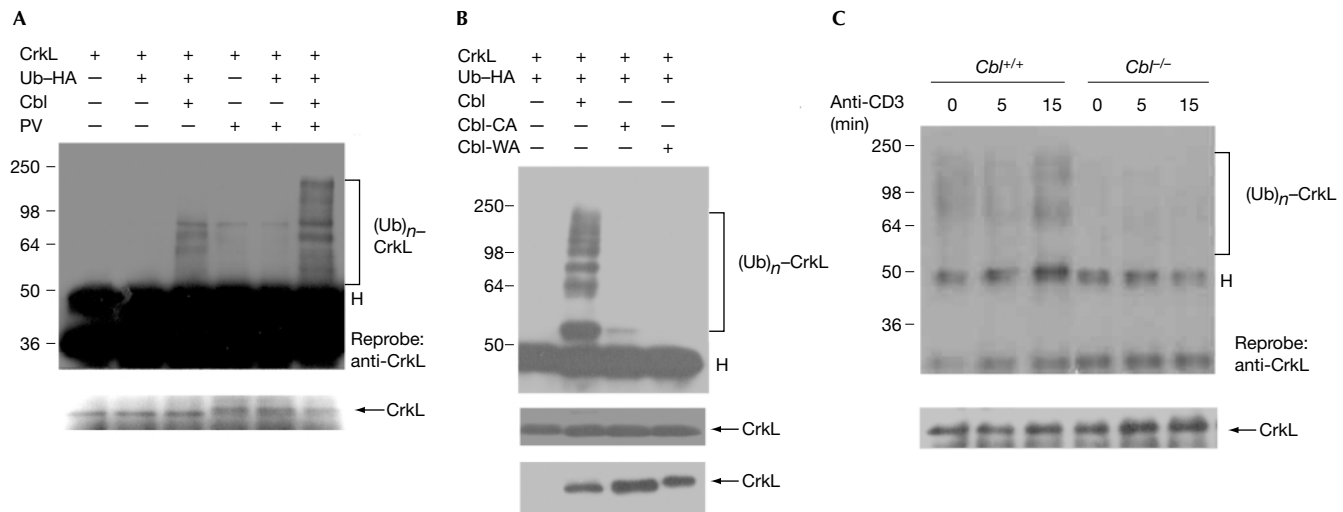 A
CrkL + + + + + +
Ub–HA — + + — + +
Cbl — — + — — +
PV — — — + + +
250
98
64
50
36
(Ub)n–
CrkL
H
Reprobe:
anti-CrkL
CrkL
B
CrkL + + + +
Ub–HA + + + +
Cbl — + — —
Cbl-CA — — + —
Cbl-WA — — — +
250
98
64
50
(Ub)n–CrkL
H
CrkL
CrkL
C
Cbl+/+ Cbl–/–
Anti-CD3 0 5 15 0 5 15
(min)
250
98
64
50
36
(Ub)n–CrkL
H
Reprobe:
anti-CrkL
CrkL